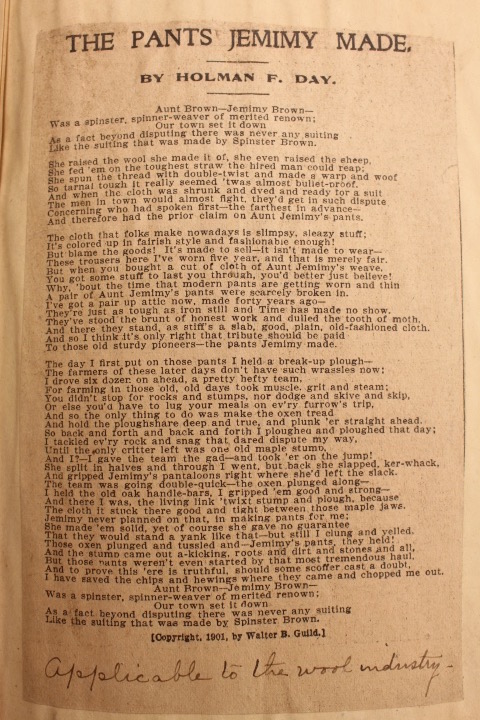 THE PANTS JEMIMY MADE.
BY HOLMAN F. DAY.
Aunt Brown—Jemimy Brown—
Was a spinster, spinner-weaver of merited renown;
Our town set it down
As a fact beyond disputing there was never any suiting
Like the suiting that was made by Spinster Brown.
She raised the wool she made it of, she even raised the sheep,
She fed 'em on the toughest straw the hired man could reap;
She spun the thread with double-twist and made a warp and woof
So tarnal tough it really seemed 'twas almost bullet-proof.
And when the cloth was shrunk and dyed and ready for a suit
The men in town would almost fight, they'd get in such dispute
Concerning who had spoken first—the farthest in advance—
And therefore had the prior claim on Aunt Jemimy's pants.
The cloth that folks make nowadays is slimpsy, sleazy stuff;
It's colored up in fairish style and fashionable enough!
But blame the goods! It's made to sell—it isn't made to wear—
These trousers here I've worn five year, and that is merely fair.
But when you bought a cut of cloth of Aunt Jemimy's weave,
You got some stuff to last you through, you'd better just believe!
Why, 'bout the time that modern pants are getting worn and thin
A pair of Aunt Jemimy's pants were scarcely broken in.
I've got a pair up attic now, made forty years ago—
They're just as tough as iron still and Time has made no show.
They've stood the brunt of honest work and dulled the tooth of moth,
And there they stand, as stiff's a slab, good, plain, old-fashioned cloth.
And so I think it's only right that tribute should be paid
To those old sturdy pioneers—the pants Jemimy made.
The day I first put on those pants I held a break-up plough—
The farmers of these later days don't have such wrassles now;
I drove six dozen on ahead, a pretty hefty team,
For farming in those old, old days took muscle, grit and steam;
You didn't stop for rocks and stumps, nor dodge and skive and skip,
Or else you'd have to lug your meals on ev'ry furrow's trip,
And so the only thing to do was make the oxen tread
And hold the ploughshare deep and true, and plunk 'er straight ahead.
So back and forth and back and forth I ploughed and ploughed that day;
I tackled ev'ry rock and snag that dared dispute my way,
Until the only critter left was one old maple stump,
And I?—I gave the team the gad—and took 'er on the jump!
She split in halves and through I went, but back she slapped, ker-whack,
And gripped Jemimy's pantaloons right where she'd left the slack.
The team was going double-quick—the oxen plunged along—
I held the old oak handle-bars, I gripped 'em good and strong—
And there I was, the living link 'twixt stump and plough, because
The cloth it stuck there good and tight between those maple jaws.
Jemimy never planned on that, in making pants for me;
She made 'em solid, yet of course she gave no guarantee
That they would stand a yank like that—but still I clung and yelled.
Those oxen plunged and tussled and—Jemimy's pants, they held!
And the stump came out a-kicking, roots and dirt and stones and all,
But those pants weren't even started by that most tremendous haul,
And to prove this 'ere is truthful, should some scoffer cast a doubt,
I have saved the chips and hewings where they came and chopped me out.
Aunt Brown—Jemimy Brown—
Was a spinster, spinner-weaver of merited renown;
Our town set it down
As a fact beyond disputing there was never any suiting
Like the suiting that was made by Spinster Brown.
[Copyright, 1901, by Walter B. Guild.]
Applicable to the wool industry-